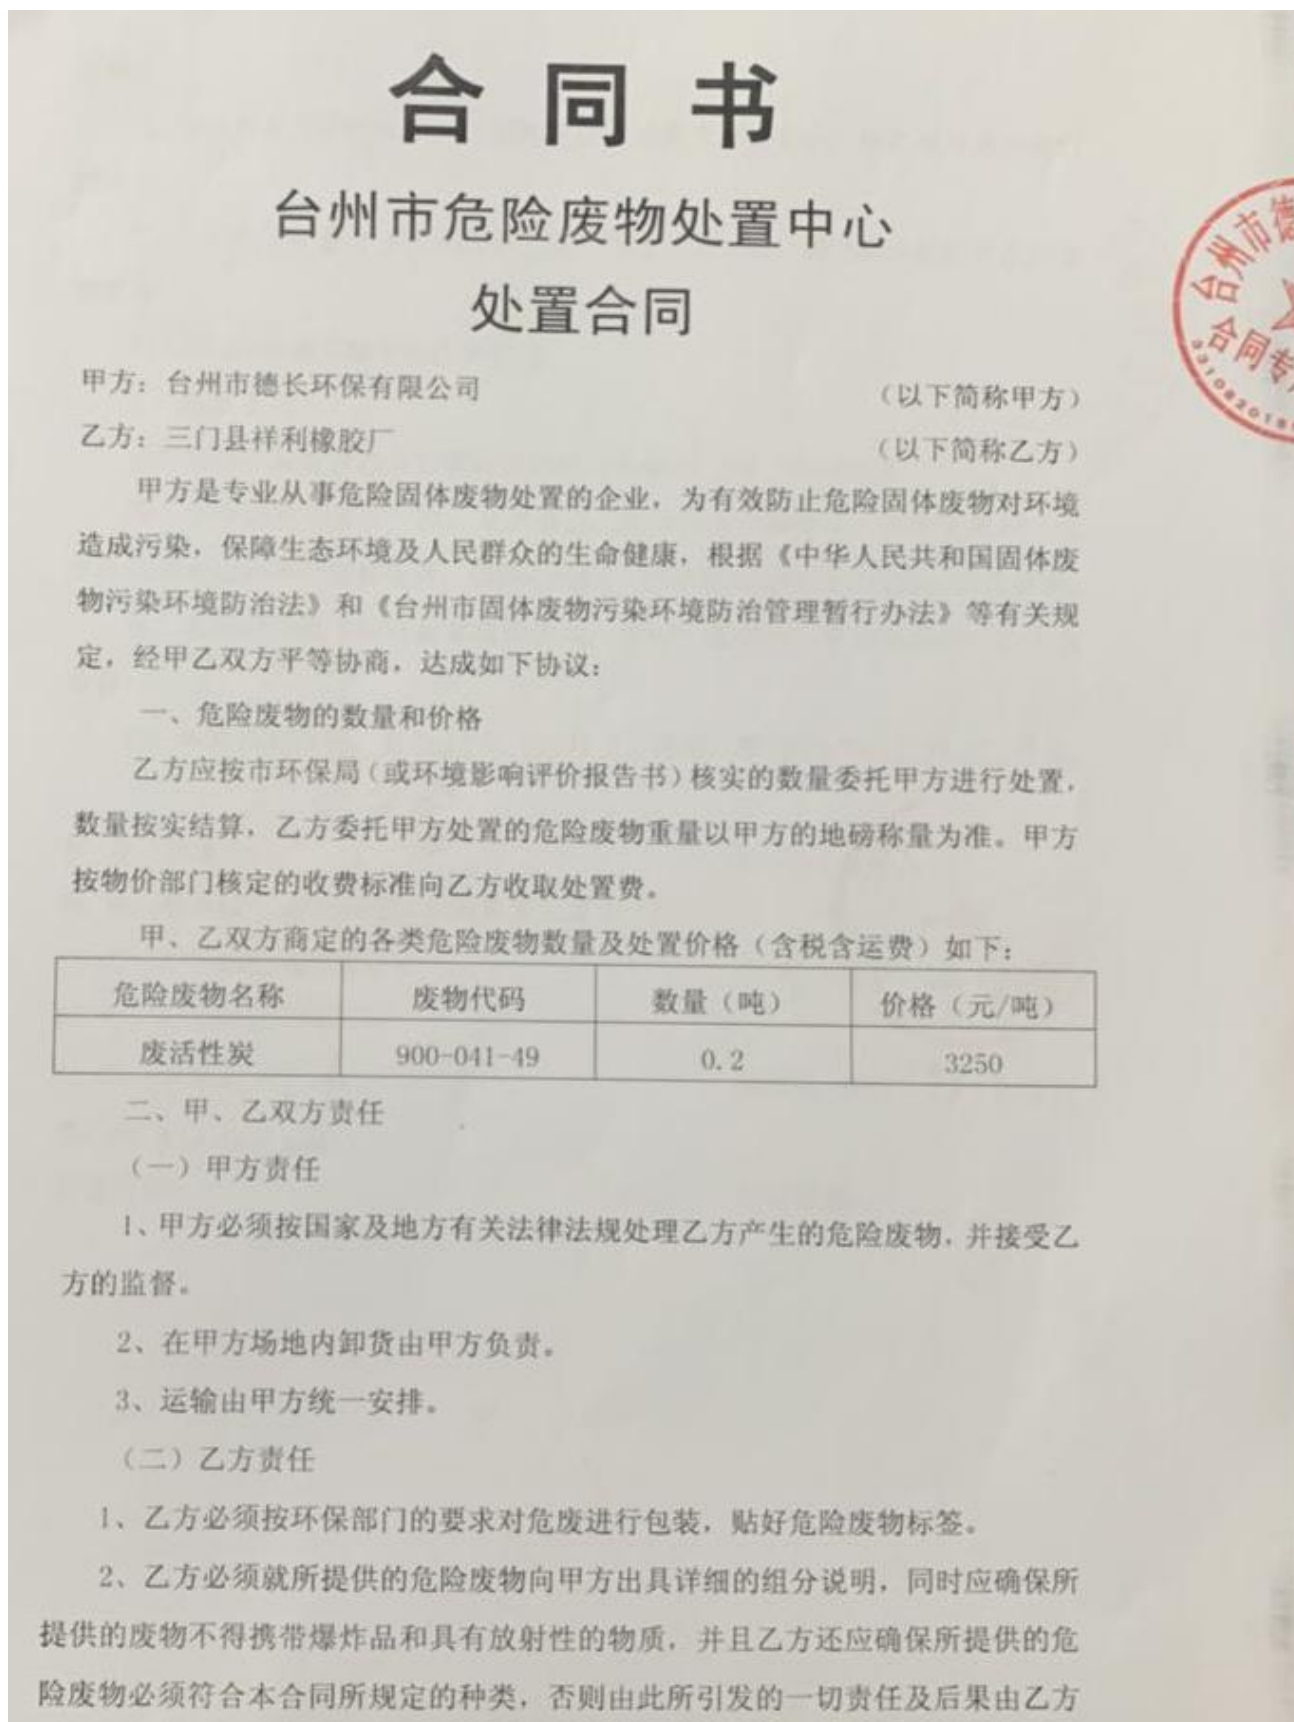 合同书
台州市危险废物处置中心
处置合同
甲方：台州市德长环保有限公司 （以下简称甲方）
乙方：三门县祥利橡胶厂 （以下简称乙方）
甲方是专业从事危险固体废物处置的企业，为有效防止危险固体废物对环境
造成污染，保障生态环境及人民群众的生命健康，根据《中华人民共和国固体废
物污染环境防治法》和《台州市固体废物污染环境防治管理暂行办法》等有关规
定，经甲乙双方平等协商，达成如下协议：
一、危险废物的数量和价格
乙方应按市环保局（或环境影响评价报告书）核实的数量委托甲方进行处置，
数量按实结算，乙方委托甲方处置的危险废物重量以甲方的地磅称量为准。甲方
按物价部门核定的收费标准向乙方收取处置费。
甲、乙双方商定的各类危险废物数量及处置价格（含税含运费）如下：
危险废物名称 废物代码 数量（吨） 价格（元/吨）
废活性炭 900-041-49 0.2 3250
二、甲、乙双方责任
（一）甲方责任
1、甲方必须按国家及地方有关法律法规处理乙方产生的危险废物，并接受乙
方的监督。
2、在甲方场地内卸货由甲方负责。
3、运输由甲方统一安排。
（二）乙方责任
1、乙方必须按环保部门的要求对危废进行包装，贴好危险废物标签。
2、乙方必须就所提供的危险废物向甲方出具详细的组分说明，同时应确保所
提供的废物不得携带爆炸品和具有放射性的物质，并且乙方还应确保所提供的危
险废物必须符合本合同所规定的种类，否则由此所引发的一切责任及后果由乙方
台州市德
合同专